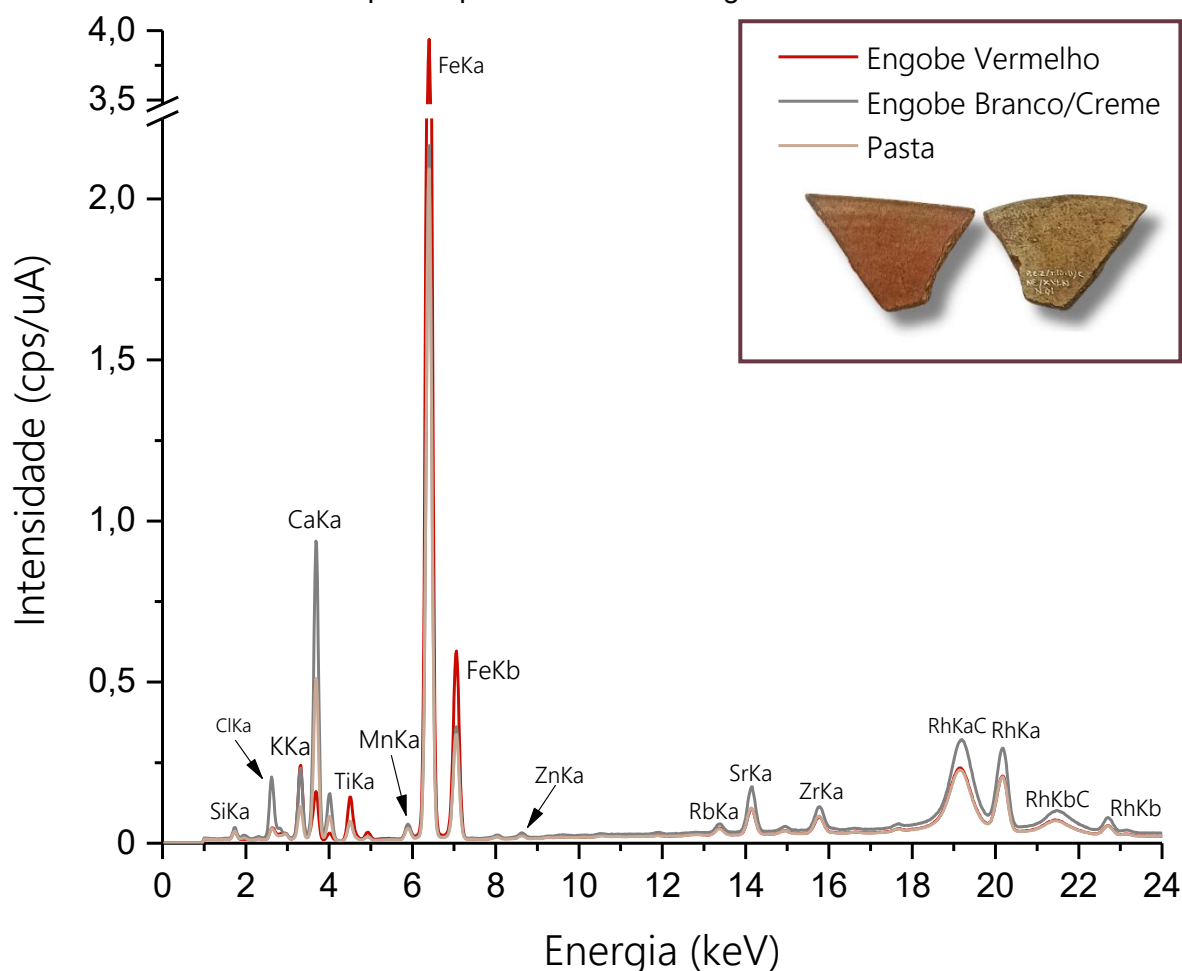 4,0
3,5
2,0
1,5
1,0
0,5
0
Intensidade (cps/uA)
FeKa
Engobe Vermelho
Engobe Branco/Creme
Pasta
CaKa
ClKa
KKa
SiKa
TiKa
MnKa
FeKb
ZnKa
RbKa
SrKa
ZrKa
RhKaC
RhKa
RhKbC
RhKb
0 2 4 6 8 10 12 14 16 18 20 22 24
Energia (keV)